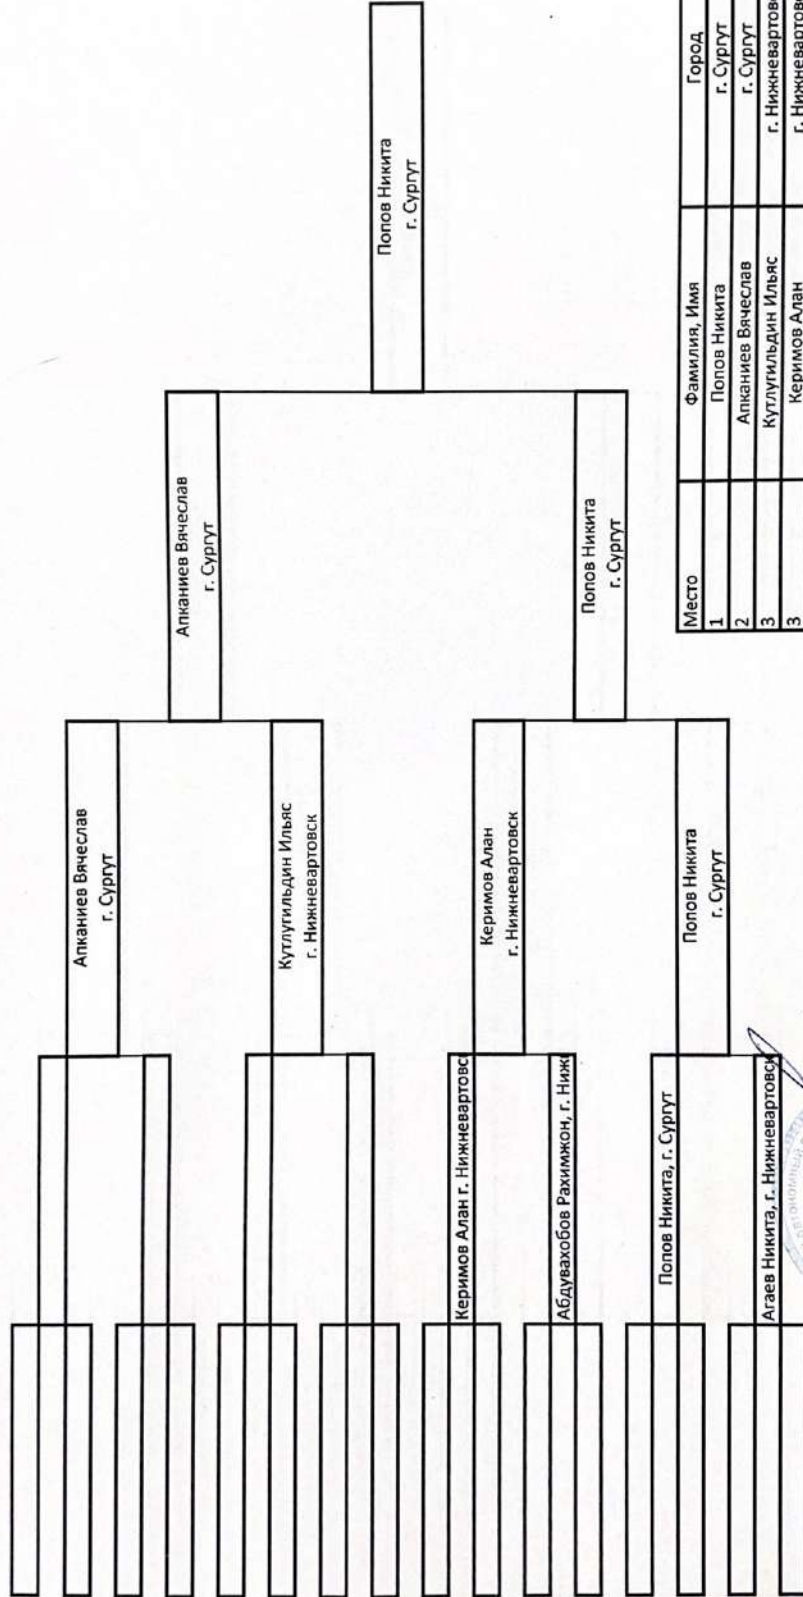 Апканиев Вячеслав
г. Сургут
Кутлугильдин Ильяс
г. Нижневартовск
Керимов Алан г. Нижневартовс
Абдувахобов Рахимжон, г. Ниж
Керимов Алан
г. Нижневартовск
Попов Никита, г. Сургут
Агаев Никита, г. Нижневартовск
Попов Никита
г. Сургут
Апканиев Вячеслав
г. Сургут
Попов Никита
г. Сургут
Попов Никита
г. Сургут
Место Фамилия, Имя Город
1 Попов Никита г. Сургут
2 Апканиев Вячеслав г. Сургут
3 Кутлугильдин Ильяс г. Нижневартовс
3 Керимов Алан г. Нижневартовс